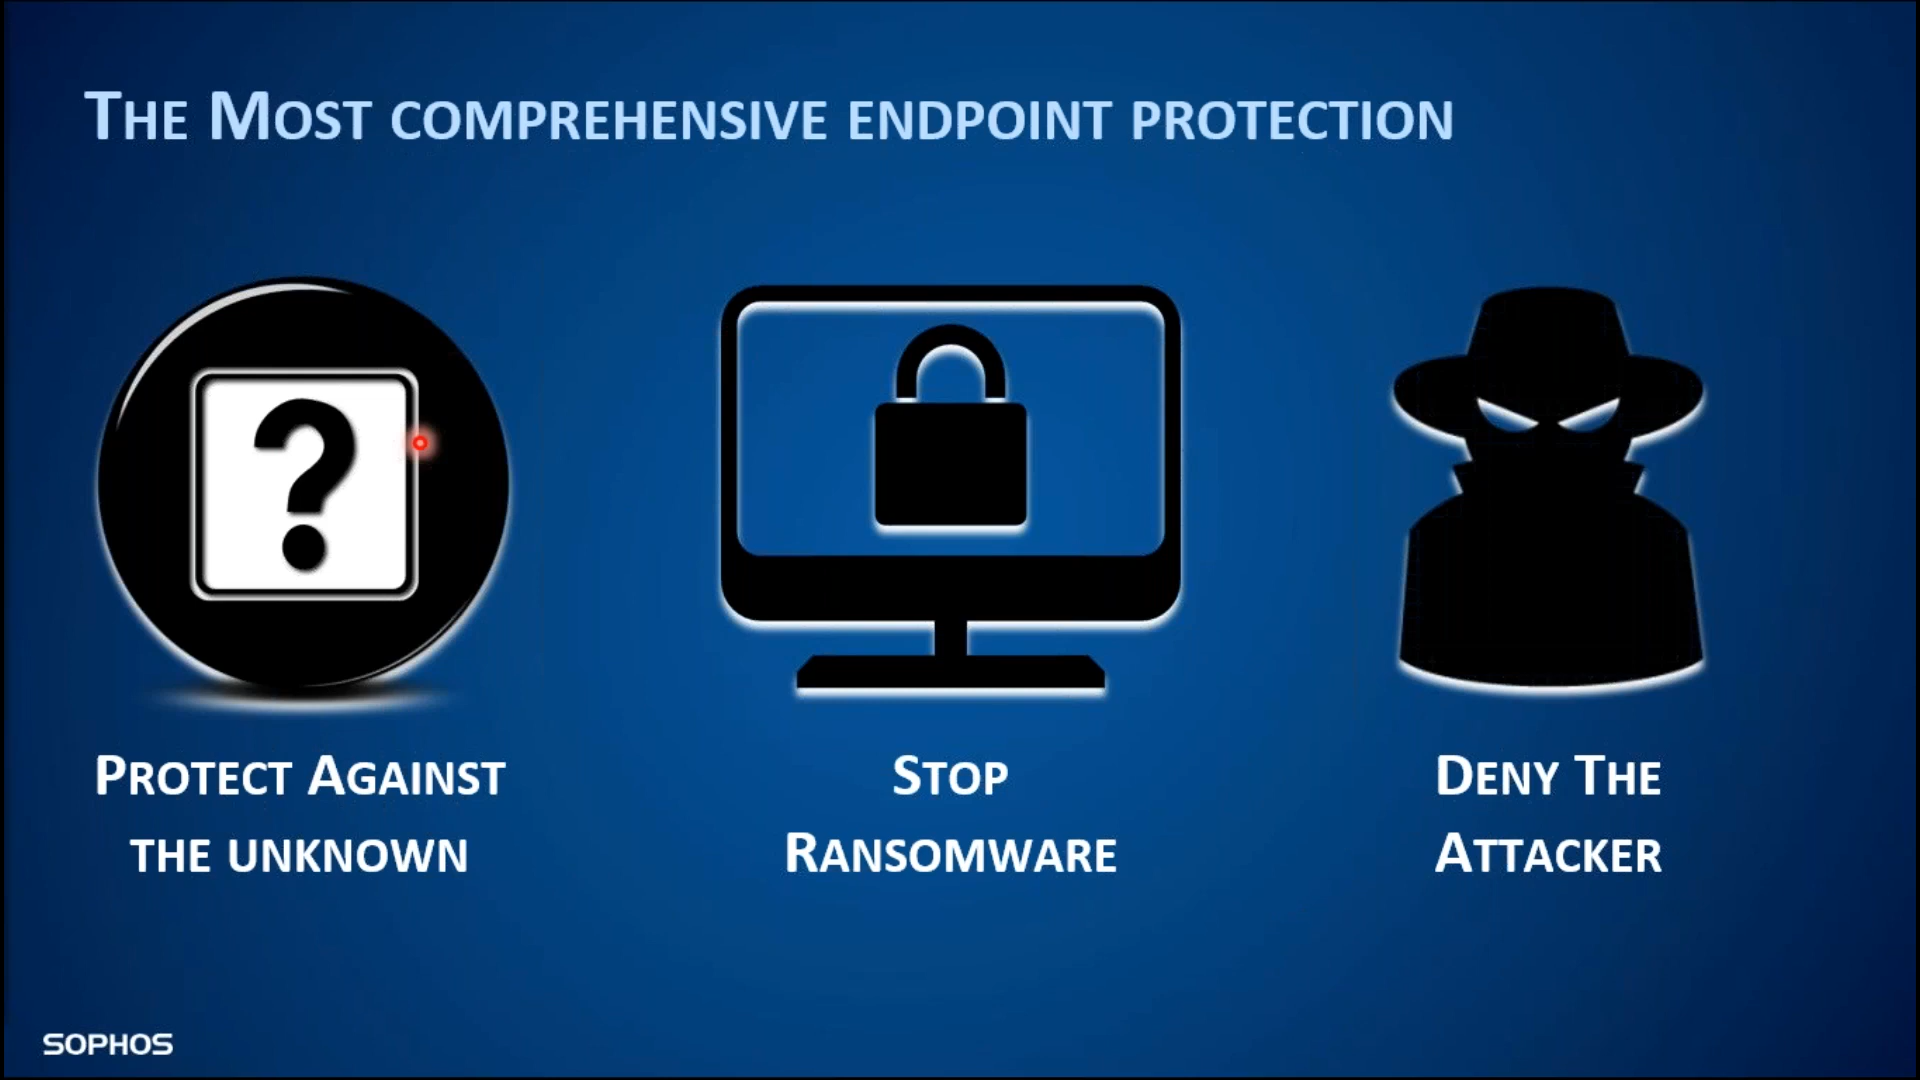 THE MOST COMPREHENSIVE ENDPOINT PROTECTION
?
PROTECT AGAINST
THE UNKNOWN
STOP
RANSOMWARE
DENY THE
ATTACKER
SOPHOS